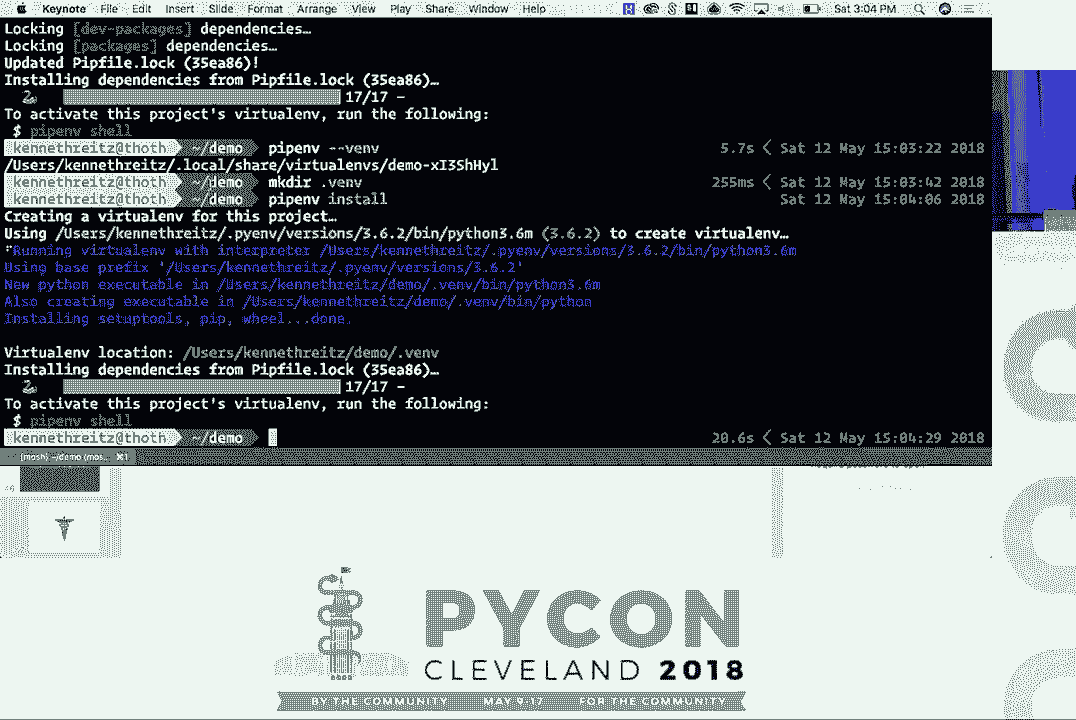 Keynote File Edit Insert Slide Format Arrange View Play Share Window Help Sat 3:04 PM
Locking [dev-packages] dependencies…
Locking [packages] dependencies…
Updated Pipfile.lock (35ea86)!
Installing dependencies from Pipfile.lock (35ea86)…
17/17 –
To activate this project's virtualenv, run the following:
$ pipenv shell
kennethreitz@thoth ~/demo pipenv --venv 5.7s < Sat 12 May 15:03:22 2018
/Users/kennethreitz/.local/share/virtualenvs/demo-xI3ShHyl
kennethreitz@thoth ~/demo mkdir .venv 255ms < Sat 12 May 15:03:42 2018
kennethreitz@thoth ~/demo pipenv install Sat 12 May 15:04:06 2018
Creating a virtualenv for this project…
Using /Users/kennethreitz/.pyenv/versions/3.6.2/bin/python3.6m (3.6.2) to create virtualenv…
Running virtualenv with interpreter /Users/kennethreitz/.pyenv/versions/3.6.2/bin/python3.6m
Using base prefix '/Users/kennethreitz/.pyenv/versions/3.6.2'
New python executable in /Users/kennethreitz/demo/.venv/bin/python3.6m
Also creating executable in /Users/kennethreitz/demo/.venv/bin/python
Installing setuptools, pip, wheel...done.
Virtualenv location: /Users/kennethreitz/demo/.venv
Installing dependencies from Pipfile.lock (35ea86)…
17/17 –
To activate this project's virtualenv, run the following:
$ pipenv shell
kennethreitz@thoth ~/demo 20.6s < Sat 12 May 15:04:29 2018
[mosh] ~/demo (mos... ⌘1
PYCON
CLEVELAND 2018
BY THE COMMUNITY MAY 9-17 FOR THE COMMUNITY